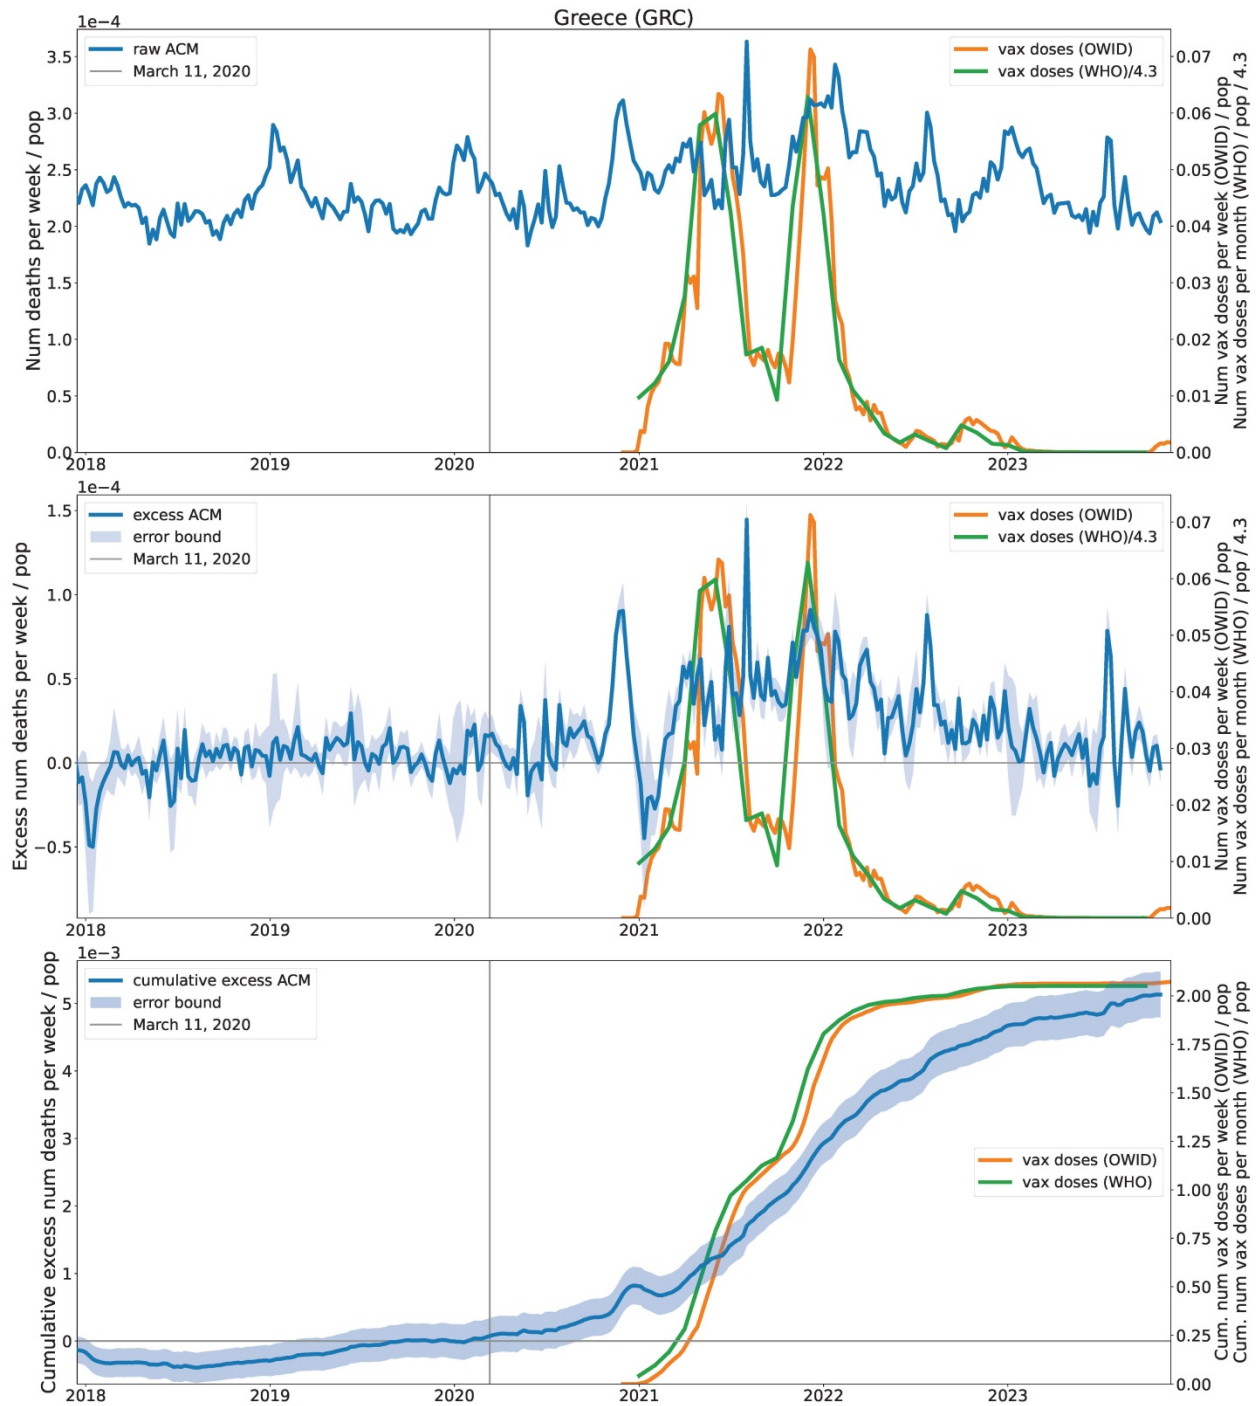 Greece (GRC)
1e−4
raw ACM
March 11, 2020
vax doses (OWID)
vax doses (WHO)/4.3
Num deaths per week / pop
3.5
3.0
2.5
2.0
1.5
1.0
0.5
0.0
0.07
0.06
0.05
0.04
0.03
0.02
0.01
0.00
Num vax doses per week (OWID) / pop
Num vax doses per month (WHO) / pop / 4.3
2018 2019 2020 2021 2022 2023
1e−4
excess ACM
error bound
March 11, 2020
vax doses (OWID)
vax doses (WHO)/4.3
Excess num deaths per week / pop
1.5
1.0
0.5
0.0
−0.5
0.07
0.06
0.05
0.04
0.03
0.02
0.01
0.00
Num vax doses per week (OWID) / pop
Num vax doses per month (WHO) / pop / 4.3
2018 2019 2020 2021 2022 2023
1e−3
cumulative excess ACM
error bound
March 11, 2020
vax doses (OWID)
vax doses (WHO)
Cumulative excess num deaths per week / pop
5
4
3
2
1
0
2.00
1.75
1.50
1.25
1.00
0.75
0.50
0.25
0.00
Cum. num vax doses per week (OWID) / pop
Cum. num vax doses per month (WHO) / pop
2018 2019 2020 2021 2022 2023